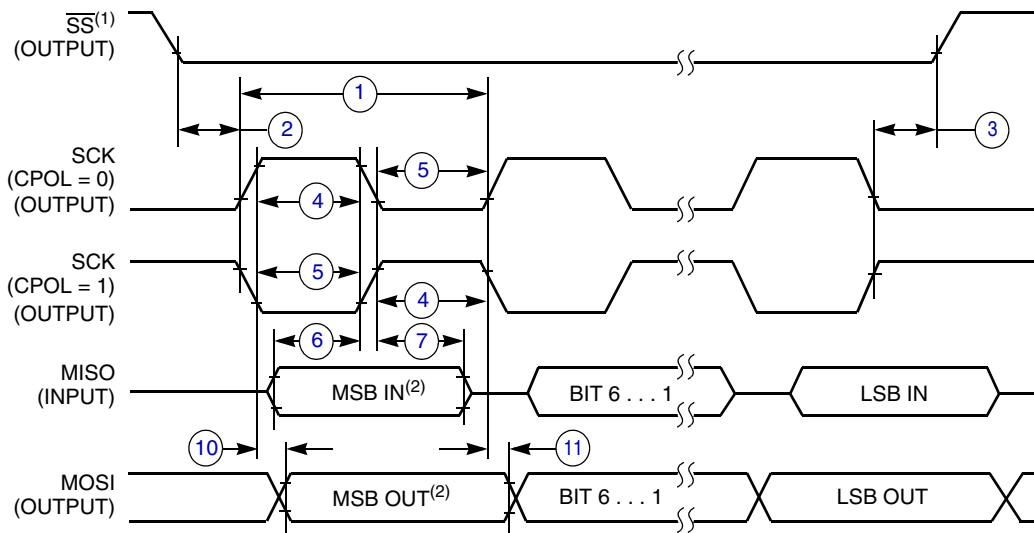 SS(1)
(OUTPUT)
1
2
3
SCK
(CPOL = 0)
(OUTPUT)
5
4
SCK
(CPOL = 1)
(OUTPUT)
5
4
6
7
MISO
(INPUT)
MSB IN(2)
BIT 6 . . . 1
LSB IN
10
11
MOSI
(OUTPUT)
MSB OUT(2)
BIT 6 . . . 1
LSB OUT